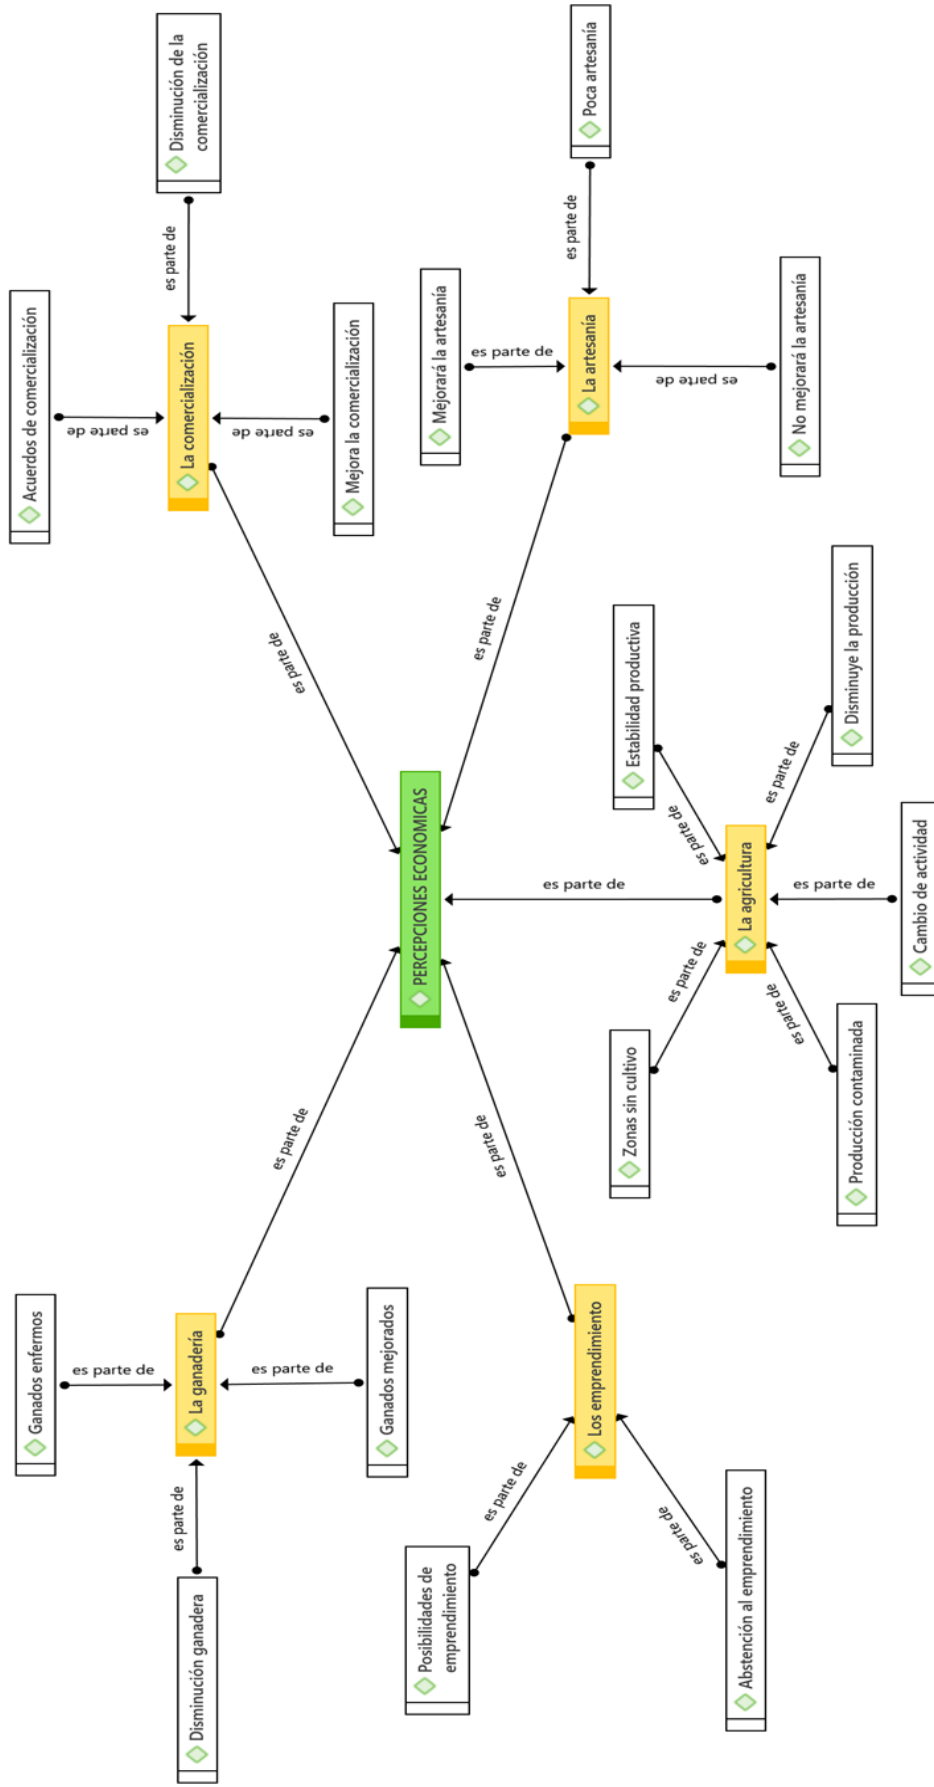 Ganados enfermos
es parte de
Disminución ganadera
es parte de
La ganadería
es parte de
Ganados mejorados
es parte de
Acuerdos de comercialización
es parte de
La comercialización
es parte de
Disminución de la
comercialización
es parte de
Mejora la comercialización
es parte de
PERCEPCIONES ECONOMICAS
Posibilidades de
emprendimiento
es parte de
Los emprendimiento
es parte de
Abstención al emprendimiento
es parte de
Mejorará la artesanía
es parte de
La artesanía
es parte de
Poca artesanía
es parte de
No mejorará la artesanía
es parte de
es parte de
Zonas sin cultivo
es parte de
Estabilidad productiva
es parte de
La agricultura
Producción contaminada
es parte de
Cambio de actividad
es parte de
Disminuye la producción
es parte de